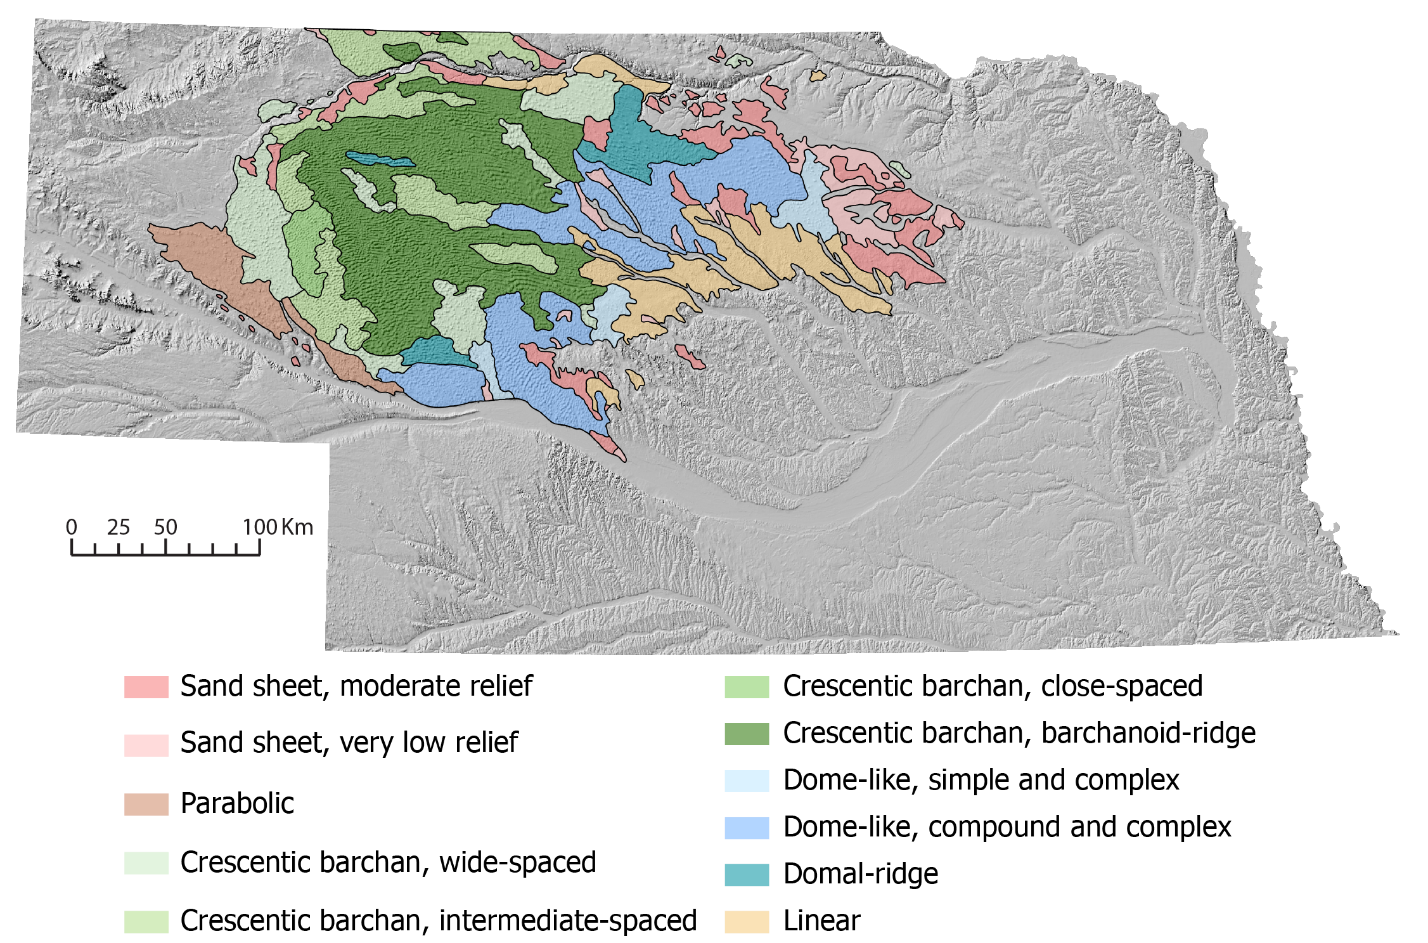 0 25 50 100 Km
Sand sheet, moderate relief
Sand sheet, very low relief
Parabolic
Crescentic barchan, wide-spaced
Crescentic barchan, intermediate-spaced
Crescentic barchan, close-spaced
Crescentic barchan, barchanoid-ridge
Dome-like, simple and complex
Dome-like, compound and complex
Domal-ridge
Linear